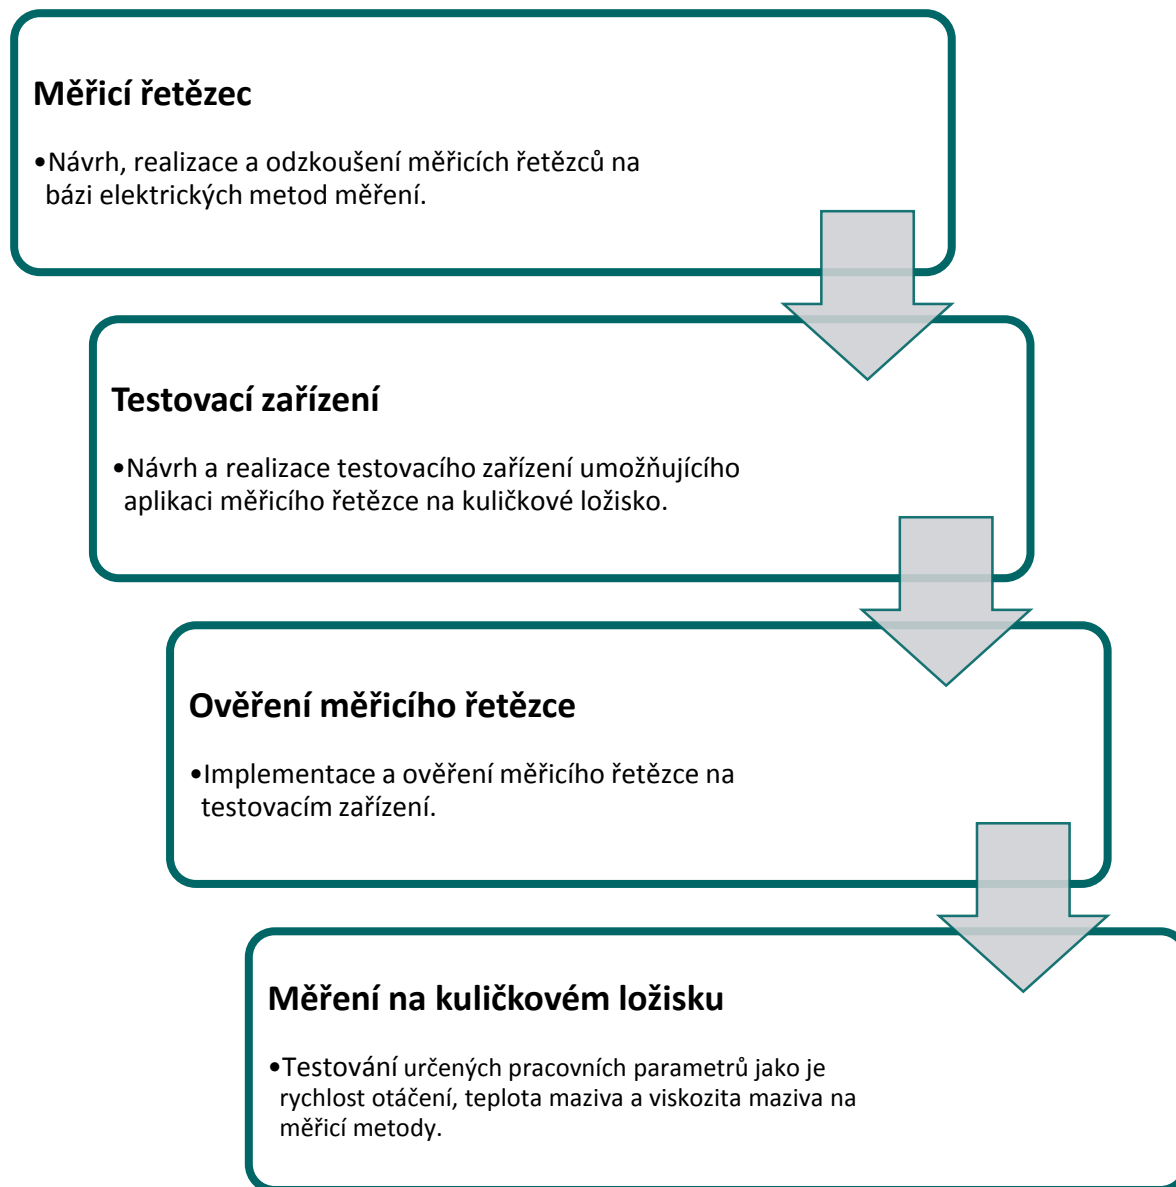 Měřicí řetězec
•Návrh, realizace a odzkoušení měřicích řetězců na
bázi elektrických metod měření.
Testovací zařízení
•Návrh a realizace testovacího zařízení umožňujícího
aplikaci měřicího řetězce na kuličkové ložisko.
Ověření měřicího řetězce
•Implementace a ověření měřicího řetězce na
testovacím zařízení.
Měření na kuličkovém ložisku
•Testování určených pracovních parametrů jako je
rychlost otáčení, teplota maziva a viskozita maziva na
měřicí metody.